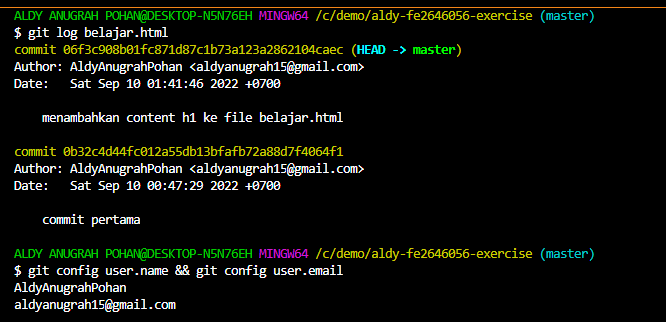 ALDY ANUGRAH POHAN@DESKTOP-N5N76EH MINGW64 /c/demo/aldy-fe2646056-exercise (master)
$ git log belajar.html
commit 06f3c908b01fc871d87c1b73a123a2862104caec (HEAD -> master)
Author: AldyAnugrahPohan <aldyanugrah15@gmail.com>
Date:   Sat Sep 10 01:41:46 2022 +0700
    menambahkan content h1 ke file belajar.html
commit 0b32c4d44fc012a55db13bfafb72a88d7f4064f1
Author: AldyAnugrahPohan <aldyanugrah15@gmail.com>
Date:   Sat Sep 10 00:47:29 2022 +0700
    commit pertama
ALDY ANUGRAH POHAN@DESKTOP-N5N76EH MINGW64 /c/demo/aldy-fe2646056-exercise (master)
$ git config user.name && git config user.email
AldyAnugrahPohan
aldyanugrah15@gmail.com